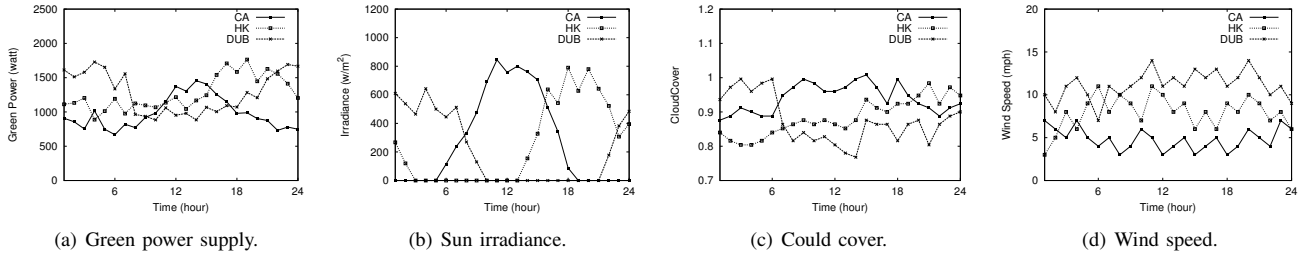 2500
2000
1500
1000
500
0
Green Power (watt)
6
12
18
24
Time (hour)
CA
HK
DUB
(a) Green power supply.
1200
1000
800
600
400
200
0
Irradiance (w/m²)
6
12
18
24
Time (hour)
CA
HK
DUB
(b) Sun irradiance.
1.2
1.1
1
0.9
0.8
0.7
CloudCover
6
12
18
24
Time (hour)
CA
HK
DUB
(c) Could cover.
20
15
10
5
0
Wind Speed (mph)
6
12
18
24
Time (hour)
CA
HK
DUB
(d) Wind speed.